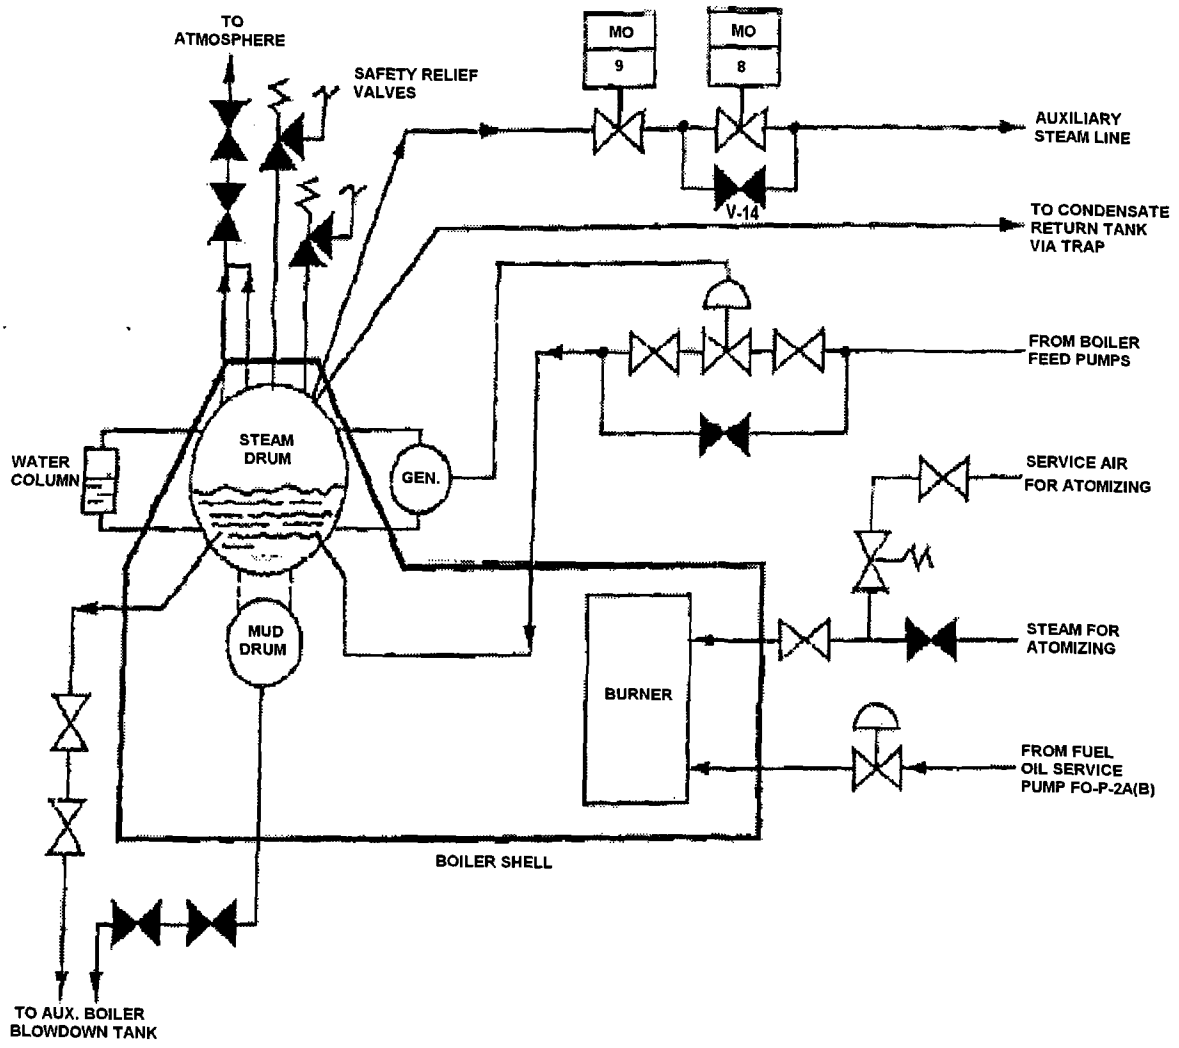 TO
ATMOSPHERE
SAFETY RELIEF
VALVES
MO
9
MO
8
AUXILIARY
STEAM LINE
V-14
TO CONDENSATE
RETURN TANK
VIA TRAP
FROM BOILER
FEED PUMPS
STEAM
DRUM
WATER
COLUMN
GEN.
SERVICE AIR
FOR ATOMIZING
MUD
DRUM
STEAM FOR
ATOMIZING
BURNER
FROM FUEL
OIL SERVICE
PUMP FO-P-2A(B)
BOILER SHELL
TO AUX. BOILER
BLOWDOWN TANK